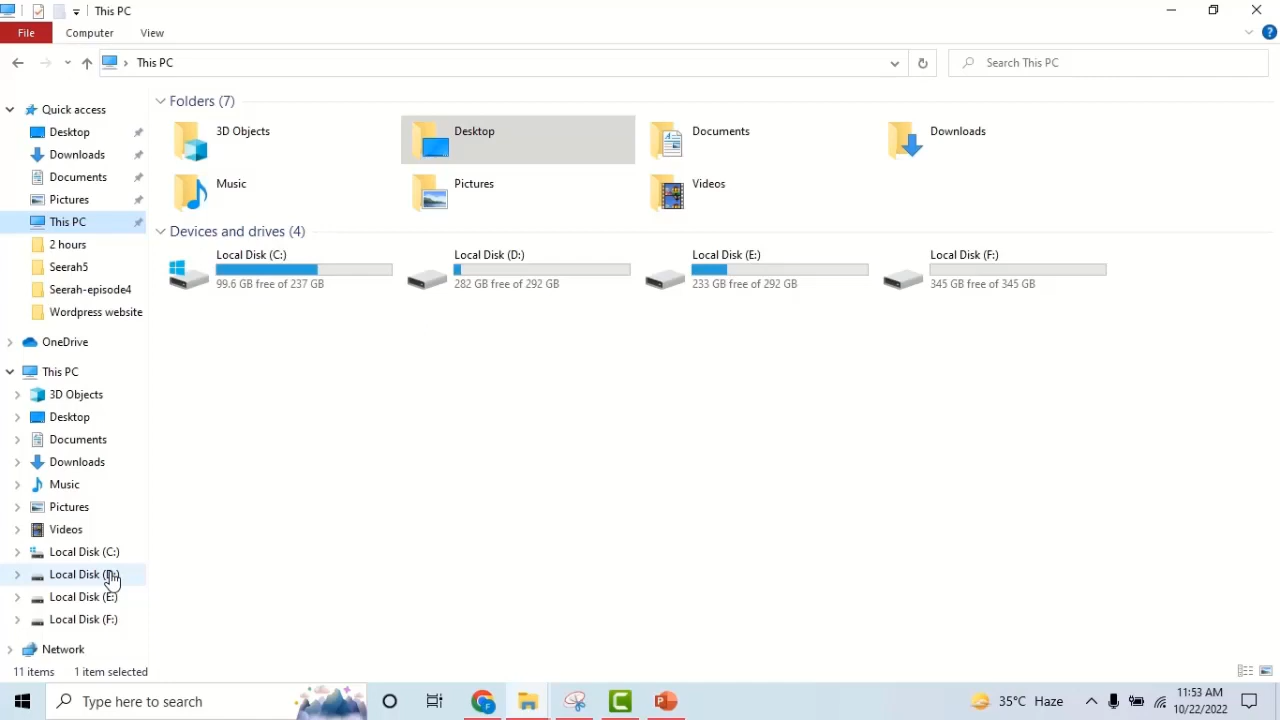 This PC
File Computer View
This PC
Search This PC
Quick access
Desktop
Downloads
Documents
Pictures
This PC
2 hours
Seerah5
Seerah-episode4
Wordpress website
OneDrive
This PC
3D Objects
Desktop
Documents
Downloads
Music
Pictures
Videos
Local Disk (C:)
Local Disk (D:)
Local Disk (E:)
Local Disk (F:)
Network
Folders (7)
3D Objects
Desktop
Documents
Downloads
Music
Pictures
Videos
Devices and drives (4)
Local Disk (C:)
99.6 GB free of 237 GB
Local Disk (D:)
282 GB free of 292 GB
Local Disk (E:)
233 GB free of 292 GB
Local Disk (F:)
345 GB free of 345 GB
11 items 1 item selected
Type here to search
35°C Haze
11:53 AM
10/22/2022